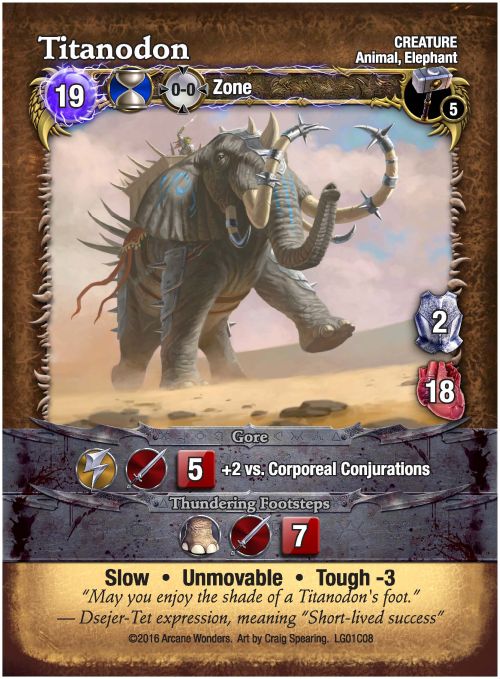 Titanodon
CREATURE
Animal, Elephant
19
0-0
Zone
5
2
18
Gore
5
+2 vs. Corporeal Conjurations
Thundering Footsteps
7
Slow • Unmovable • Tough -3
"May you enjoy the shade of a Titanodon's foot."
— Dsejer-Tet expression, meaning "Short-lived success"
©2016 Arcane Wonders. Art by Craig Spearing. LG01C08